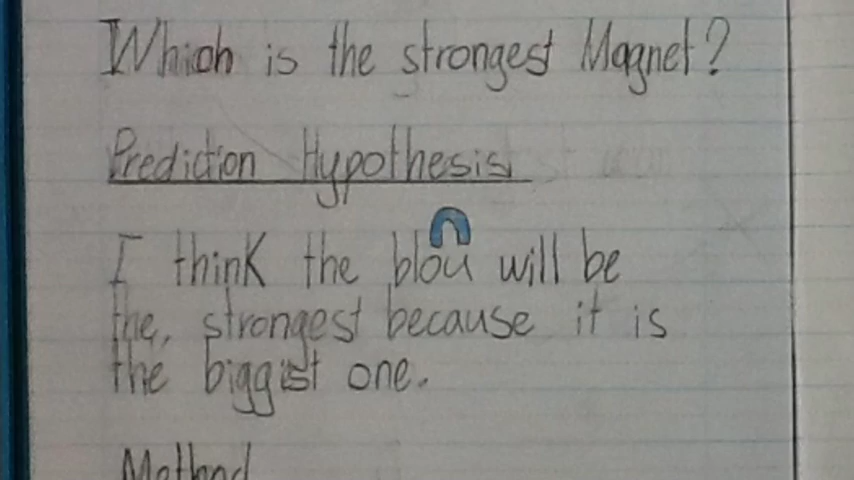 Which is the strongest Magnet?
Prediction Hypothesis
I think the blou will be
the, strongest because it is
the biggist one.
Method